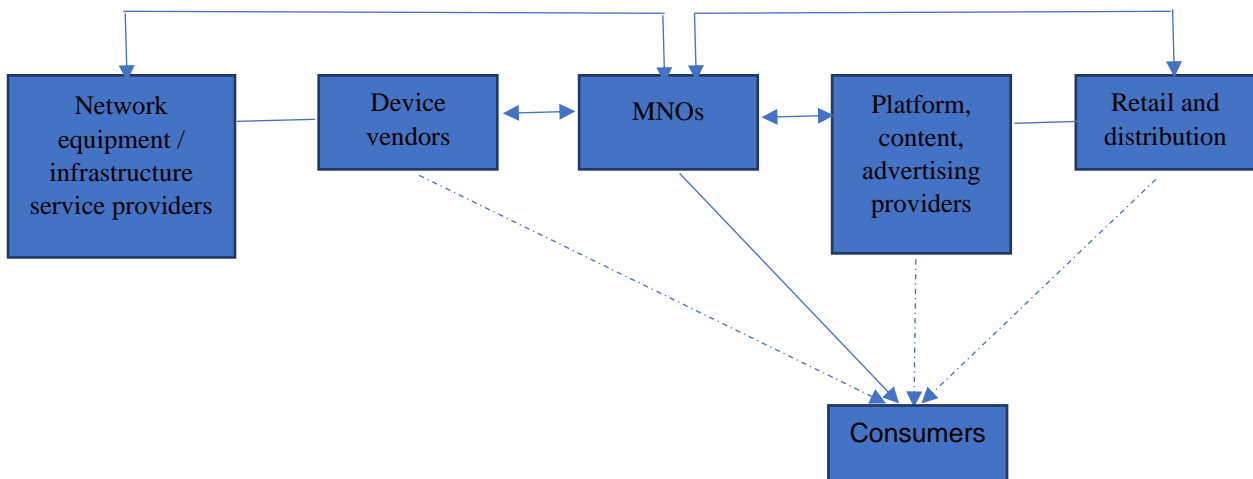 Network
equipment /
infrastructure
service providers
Device
vendors
MNOs
Platform,
content,
advertising
providers
Retail and
distribution
Consumers